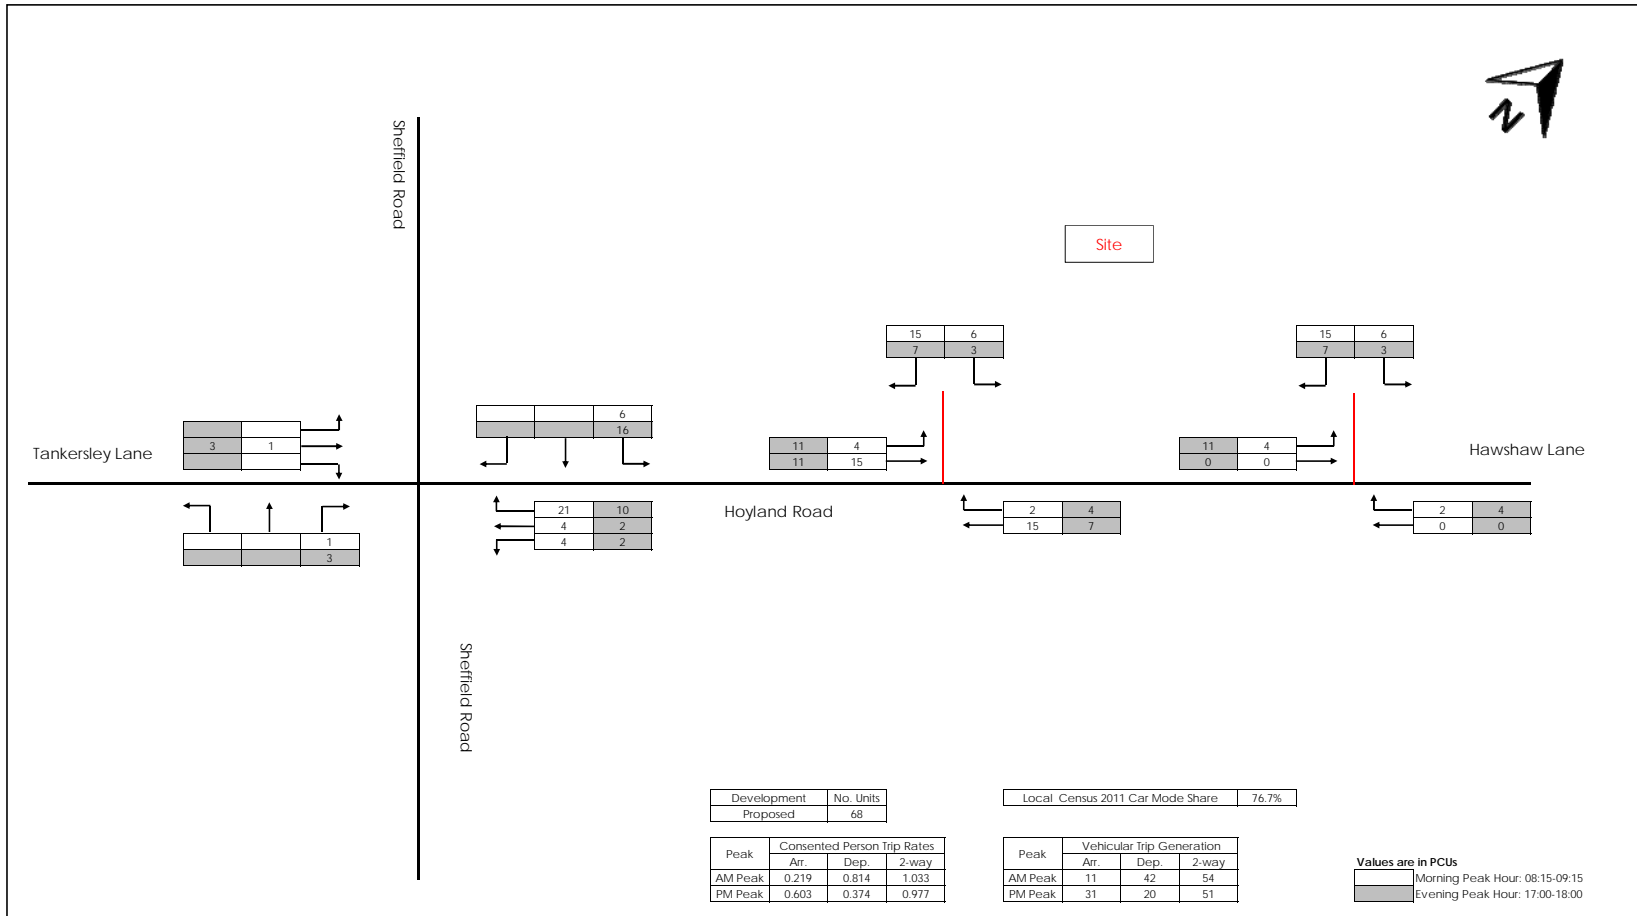 N
Sheffield Road
Site
15 6
7 3
15 6
7 3
6
16
3 1
11 4
11 15
11 4
0 0
Tankersley Lane
Hawshaw Lane
21 10
4 2
4 2
Hoyland Road
2 4
15 7
2 4
0 0
1
3
Sheffield Road
Development No. Units
Proposed 68
Local Census 2011 Car Mode Share 76.7%
Peak Consented Person Trip Rates
Arr. Dep. 2-way
AM Peak 0.219 0.814 1.033
PM Peak 0.603 0.374 0.977
Peak Vehicular Trip Generation
Arr. Dep. 2-way
AM Peak 11 42 54
PM Peak 31 20 51
Values are in PCUs
Morning Peak Hour: 08:15-09:15
Evening Peak Hour: 17:00-18:00